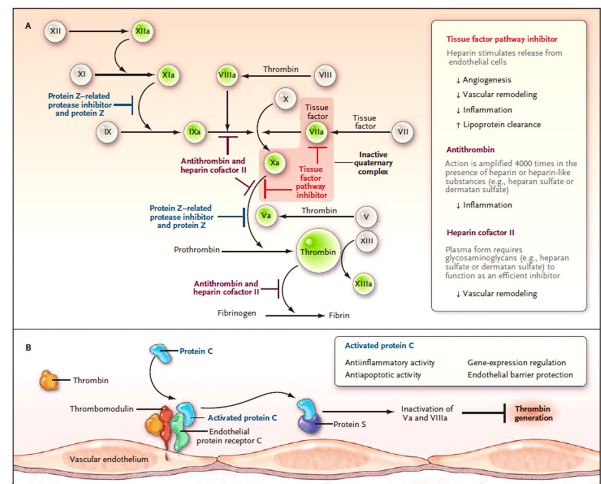 A
XII
XIIa
XI
XIa
VIIIa
Thrombin
VIII
Protein Z–related
protease inhibitor
and protein Z
X
Tissue
factor
IX
IXa
VIIa
Tissue
factor
VII
Antithrombin and
heparin cofactor II
Xa
Tissue
factor
pathway
inhibitor
Inactive
quaternary
complex
Protein Z–related
protease inhibitor
and protein Z
Va
Thrombin
V
XIII
Prothrombin
Thrombin
XIIIa
Antithrombin and
heparin cofactor II
Fibrinogen
Fibrin
Tissue factor pathway inhibitor
Heparin stimulates release from
endothelial cells
↓ Angiogenesis
↓ Vascular remodeling
↓ Inflammation
↑ Lipoprotein clearance
Antithrombin
Action is amplified 4000 times in the
presence of heparin or heparin-like
substances (e.g., heparan sulfate or
dermatan sulfate)
↓ Inflammation
Heparin cofactor II
Plasma form requires
glycosaminoglycans (e.g., heparan
sulfate or dermatan sulfate) to
function as an efficient inhibitor
↓ Vascular remodeling
B
Protein C
Thrombin
Thrombomodulin
Activated protein C
Endothelial
protein receptor C
Vascular endothelium
Protein S
Activated protein C
Antiinflammatory activity
Gene-expression regulation
Antiapoptotic activity
Endothelial barrier protection
Inactivation of
Va and VIIIa
Thrombin
generation